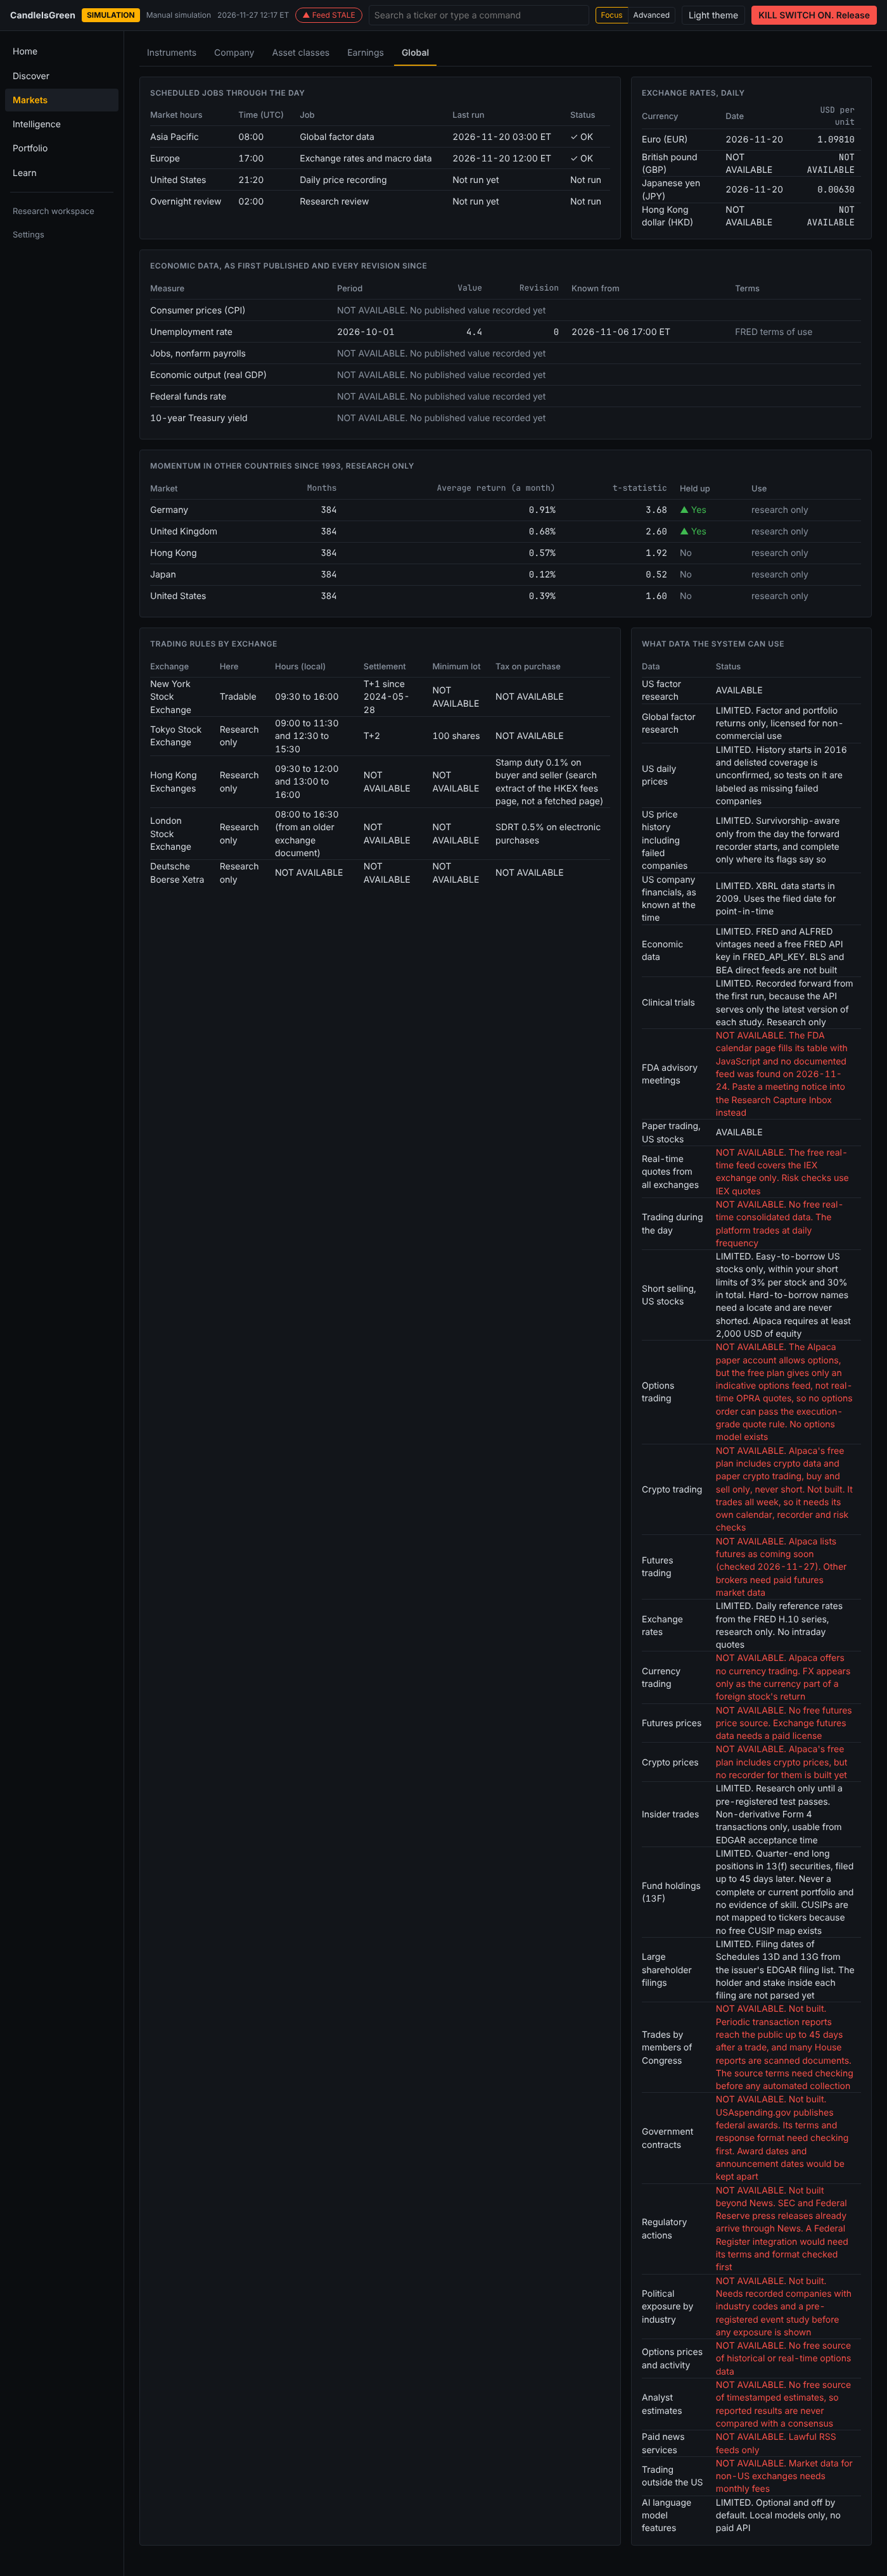 CandleIsGreen SIMULATION Manual simulation 2026-11-27 12:17 ET ▲ Feed STALE Search a ticker or type a command Focus Advanced Light theme KILL SWITCH ON. Release
Home
Discover
Markets
Intelligence
Portfolio
Learn
Research workspace
Settings
Instruments Company Asset classes Earnings Global
SCHEDULED JOBS THROUGH THE DAY
Market hours Time (UTC) Job Last run Status
Asia Pacific 08:00 Global factor data 2026-11-20 03:00 ET ✓ OK
Europe 17:00 Exchange rates and macro data 2026-11-20 12:00 ET ✓ OK
United States 21:20 Daily price recording Not run yet Not run
Overnight review 02:00 Research review Not run yet Not run
EXCHANGE RATES, DAILY
Currency Date USD per
unit
Euro (EUR) 2026-11-20 1.09810
British pound
(GBP)
NOT
AVAILABLE
NOT
AVAILABLE
Japanese yen
(JPY)
2026-11-20 0.00630
Hong Kong
dollar (HKD)
NOT
AVAILABLE
NOT
AVAILABLE
ECONOMIC DATA, AS FIRST PUBLISHED AND EVERY REVISION SINCE
Measure Period Value Revision Known from Terms
Consumer prices (CPI) NOT AVAILABLE. No published value recorded yet
Unemployment rate 2026-10-01 4.4 0 2026-11-06 17:00 ET FRED terms of use
Jobs, nonfarm payrolls NOT AVAILABLE. No published value recorded yet
Economic output (real GDP) NOT AVAILABLE. No published value recorded yet
Federal funds rate NOT AVAILABLE. No published value recorded yet
10-year Treasury yield NOT AVAILABLE. No published value recorded yet
MOMENTUM IN OTHER COUNTRIES SINCE 1993, RESEARCH ONLY
Market Months Average return (a month) t-statistic Held up Use
Germany 384 0.91% 3.68 ▲ Yes research only
United Kingdom 384 0.68% 2.60 ▲ Yes research only
Hong Kong 384 0.57% 1.92 No research only
Japan 384 0.12% 0.52 No research only
United States 384 0.39% 1.60 No research only
TRADING RULES BY EXCHANGE
Exchange Here Hours (local) Settlement Minimum lot Tax on purchase
New York
Stock
Exchange
Tradable
09:30 to 16:00
T+1 since
2024-05-
28
NOT
AVAILABLE
NOT AVAILABLE
Tokyo Stock
Exchange
Research
only
09:00 to 11:30
and 12:30 to
15:30
T+2
100 shares
NOT AVAILABLE
Hong Kong
Exchanges
Research
only
09:30 to 12:00
and 13:00 to
16:00
NOT
AVAILABLE
NOT
AVAILABLE
Stamp duty 0.1% on
buyer and seller (search
extract of the HKEX fees
page, not a fetched page)
London
Stock
Exchange
Research
only
08:00 to 16:30
(from an older
exchange
document)
NOT
AVAILABLE
NOT
AVAILABLE
SDRT 0.5% on electronic
purchases
Deutsche
Boerse Xetra
Research
only
NOT AVAILABLE
NOT
AVAILABLE
NOT
AVAILABLE
NOT AVAILABLE
WHAT DATA THE SYSTEM CAN USE
Data Status
US factor
research
AVAILABLE
Global factor
research
LIMITED. Factor and portfolio
returns only, licensed for non-
commercial use
US daily
prices
LIMITED. History starts in 2016
and delisted coverage is
unconfirmed, so tests on it are
labeled as missing failed
companies
US price
history
including
failed
companies
LIMITED. Survivorship-aware
only from the day the forward
recorder starts, and complete
only where its flags say so
US company
financials, as
known at the
time
LIMITED. XBRL data starts in
2009. Uses the filed date for
point-in-time
Economic
data
LIMITED. FRED and ALFRED
vintages need a free FRED API
key in FRED_API_KEY. BLS and
BEA direct feeds are not built
Clinical trials
LIMITED. Recorded forward from
the first run, because the API
serves only the latest version of
each study. Research only
FDA advisory
meetings
NOT AVAILABLE. The FDA
calendar page fills its table with
JavaScript and no documented
feed was found on 2026-11-
24. Paste a meeting notice into
the Research Capture Inbox
instead
Paper trading,
US stocks
AVAILABLE
Real-time
quotes from
all exchanges
NOT AVAILABLE. The free real-
time feed covers the IEX
exchange only. Risk checks use
IEX quotes
Trading during
the day
NOT AVAILABLE. No free real-
time consolidated data. The
platform trades at daily
frequency
Short selling,
US stocks
LIMITED. Easy-to-borrow US
stocks only, within your short
limits of 3% per stock and 30%
in total. Hard-to-borrow names
need a locate and are never
shorted. Alpaca requires at least
2,000 USD of equity
Options
trading
NOT AVAILABLE. The Alpaca
paper account allows options,
but the free plan gives only an
indicative options feed, not real-
time OPRA quotes, so no options
order can pass the execution-
grade quote rule. No options
model exists
Crypto trading
NOT AVAILABLE. Alpaca's free
plan includes crypto data and
paper crypto trading, buy and
sell only, never short. Not built. It
trades all week, so it needs its
own calendar, recorder and risk
checks
Futures
trading
NOT AVAILABLE. Alpaca lists
futures as coming soon
(checked 2026-11-27). Other
brokers need paid futures
market data
Exchange
rates
LIMITED. Daily reference rates
from the FRED H.10 series,
research only. No intraday
quotes
Currency
trading
NOT AVAILABLE. Alpaca offers
no currency trading. FX appears
only as the currency part of a
foreign stock's return
Futures prices
NOT AVAILABLE. No free futures
price source. Exchange futures
data needs a paid license
Crypto prices
NOT AVAILABLE. Alpaca's free
plan includes crypto prices, but
no recorder for them is built yet
Insider trades
LIMITED. Research only until a
pre-registered test passes.
Non-derivative Form 4
transactions only, usable from
EDGAR acceptance time
Fund holdings
(13F)
LIMITED. Quarter-end long
positions in 13(f) securities, filed
up to 45 days later. Never a
complete or current portfolio and
no evidence of skill. CUSIPs are
not mapped to tickers because
no free CUSIP map exists
Large
shareholder
filings
LIMITED. Filing dates of
Schedules 13D and 13G from
the issuer's EDGAR filing list. The
holder and stake inside each
filing are not parsed yet
Trades by
members of
Congress
NOT AVAILABLE. Not built.
Periodic transaction reports
reach the public up to 45 days
after a trade, and many House
reports are scanned documents.
The source terms need checking
before any automated collection
Government
contracts
NOT AVAILABLE. Not built.
USAspending.gov publishes
federal awards. Its terms and
response format need checking
first. Award dates and
announcement dates would be
kept apart
Regulatory
actions
NOT AVAILABLE. Not built
beyond News. SEC and Federal
Reserve press releases already
arrive through News. A Federal
Register integration would need
its terms and format checked
first
Political
exposure by
industry
NOT AVAILABLE. Not built.
Needs recorded companies with
industry codes and a pre-
registered event study before
any exposure is shown
Options prices
and activity
NOT AVAILABLE. No free source
of historical or real-time options
data
Analyst
estimates
NOT AVAILABLE. No free source
of timestamped estimates, so
reported results are never
compared with a consensus
Paid news
services
NOT AVAILABLE. Lawful RSS
feeds only
Trading
outside the US
NOT AVAILABLE. Market data for
non-US exchanges needs
monthly fees
AI language
model
features
LIMITED. Optional and off by
default. Local models only, no
paid API